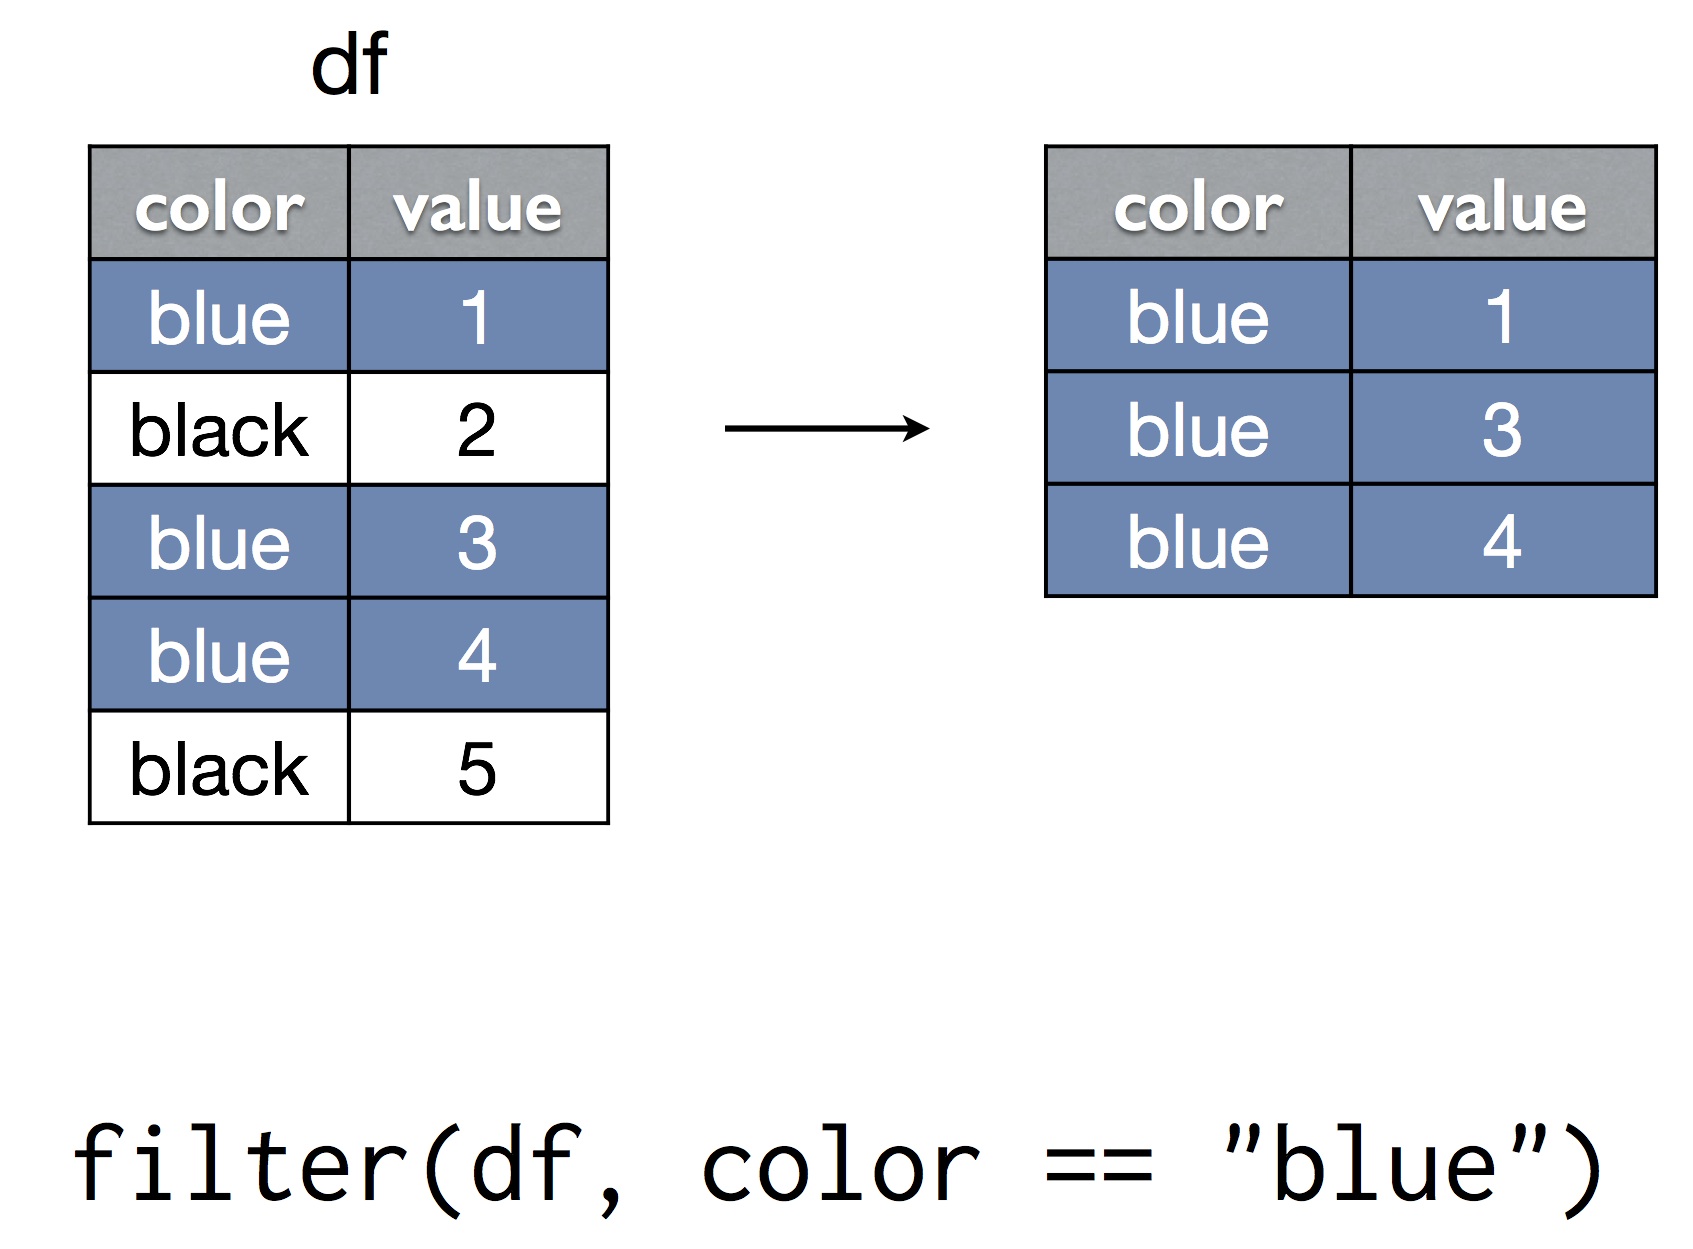 df
color value
blue 1
black 2
blue 3
blue 4
black 5
color value
blue 1
blue 3
blue 4
filter(df, color == "blue")